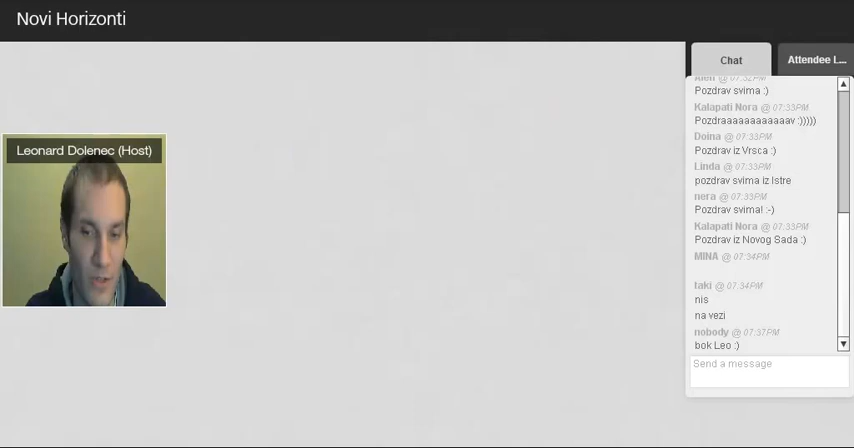 Novi Horizonti
Chat
Attendee L...
Leonard Dolenec (Host)
@ 07:32PM
Pozdrav svima :)
Kalapati Nora @ 07:33PM
Pozdraaaaaaaaaaaav :)))))
Doina @ 07:33PM
Pozdrav iz Vrsca :)
Linda @ 07:33PM
pozdrav svima iz Istre
nera @ 07:33PM
Pozdrav svima! :-)
Kalapati Nora @ 07:33PM
Pozdrav iz Novog Sada :)
MINA @ 07:34PM
taki @ 07:34PM
nis
na vezi
nobody @ 07:37PM
bok Leo :)
Send a message